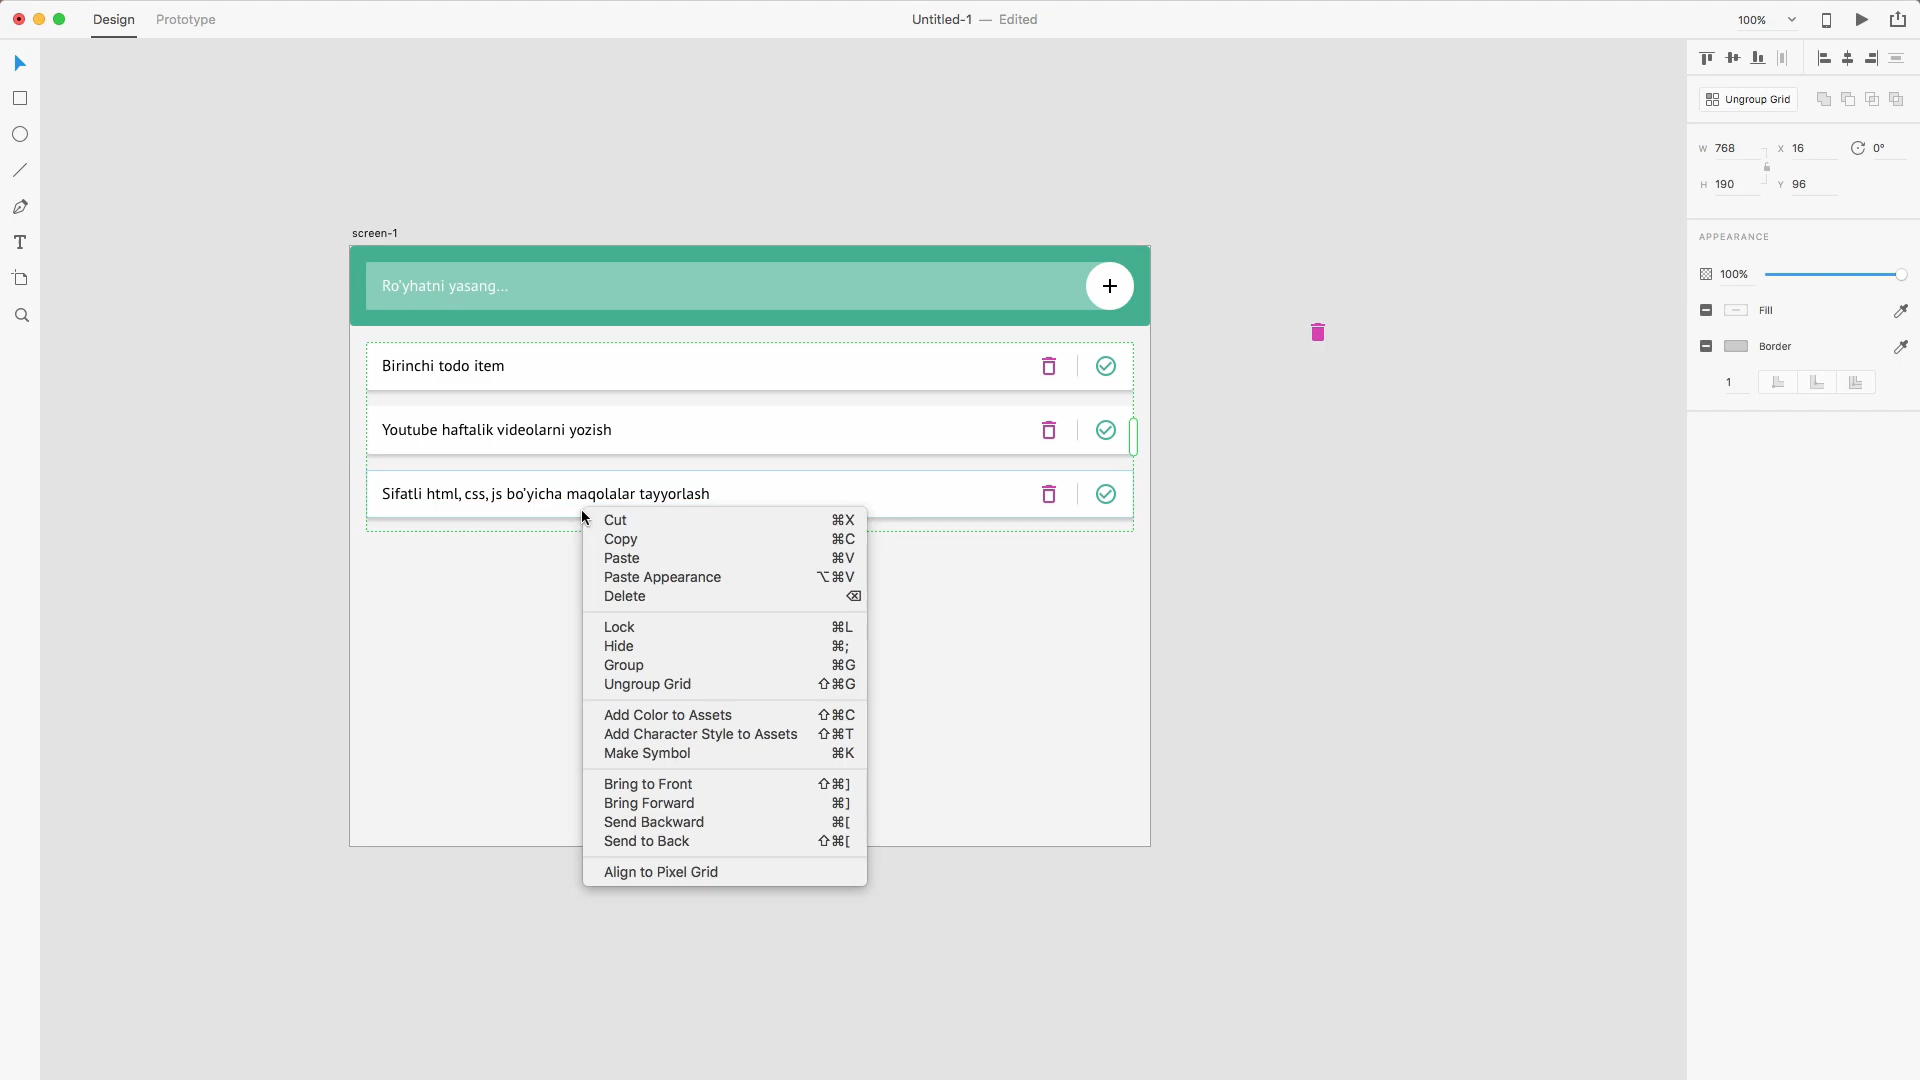 Design Prototype Untitled-1 — Edited 100%
Ungroup Grid
W 768 X 16 0°
H 190 Y 96
APPEARANCE
100%
Fill
Border
1
screen-1
Ro'yhatni yasang...
Birinchi todo item
Youtube haftalik videolarni yozish
Sifatli html, css, js bo'yicha maqolalar tayyorlash
Cut ⌘X
Copy ⌘C
Paste ⌘V
Paste Appearance ⌥⌘V
Delete ⌫
Lock ⌘L
Hide ⌘;
Group ⌘G
Ungroup Grid ⇧⌘G
Add Color to Assets ⇧⌘C
Add Character Style to Assets ⇧⌘T
Make Symbol ⌘K
Bring to Front ⇧⌘]
Bring Forward ⌘]
Send Backward ⌘[
Send to Back ⇧⌘[
Align to Pixel Grid